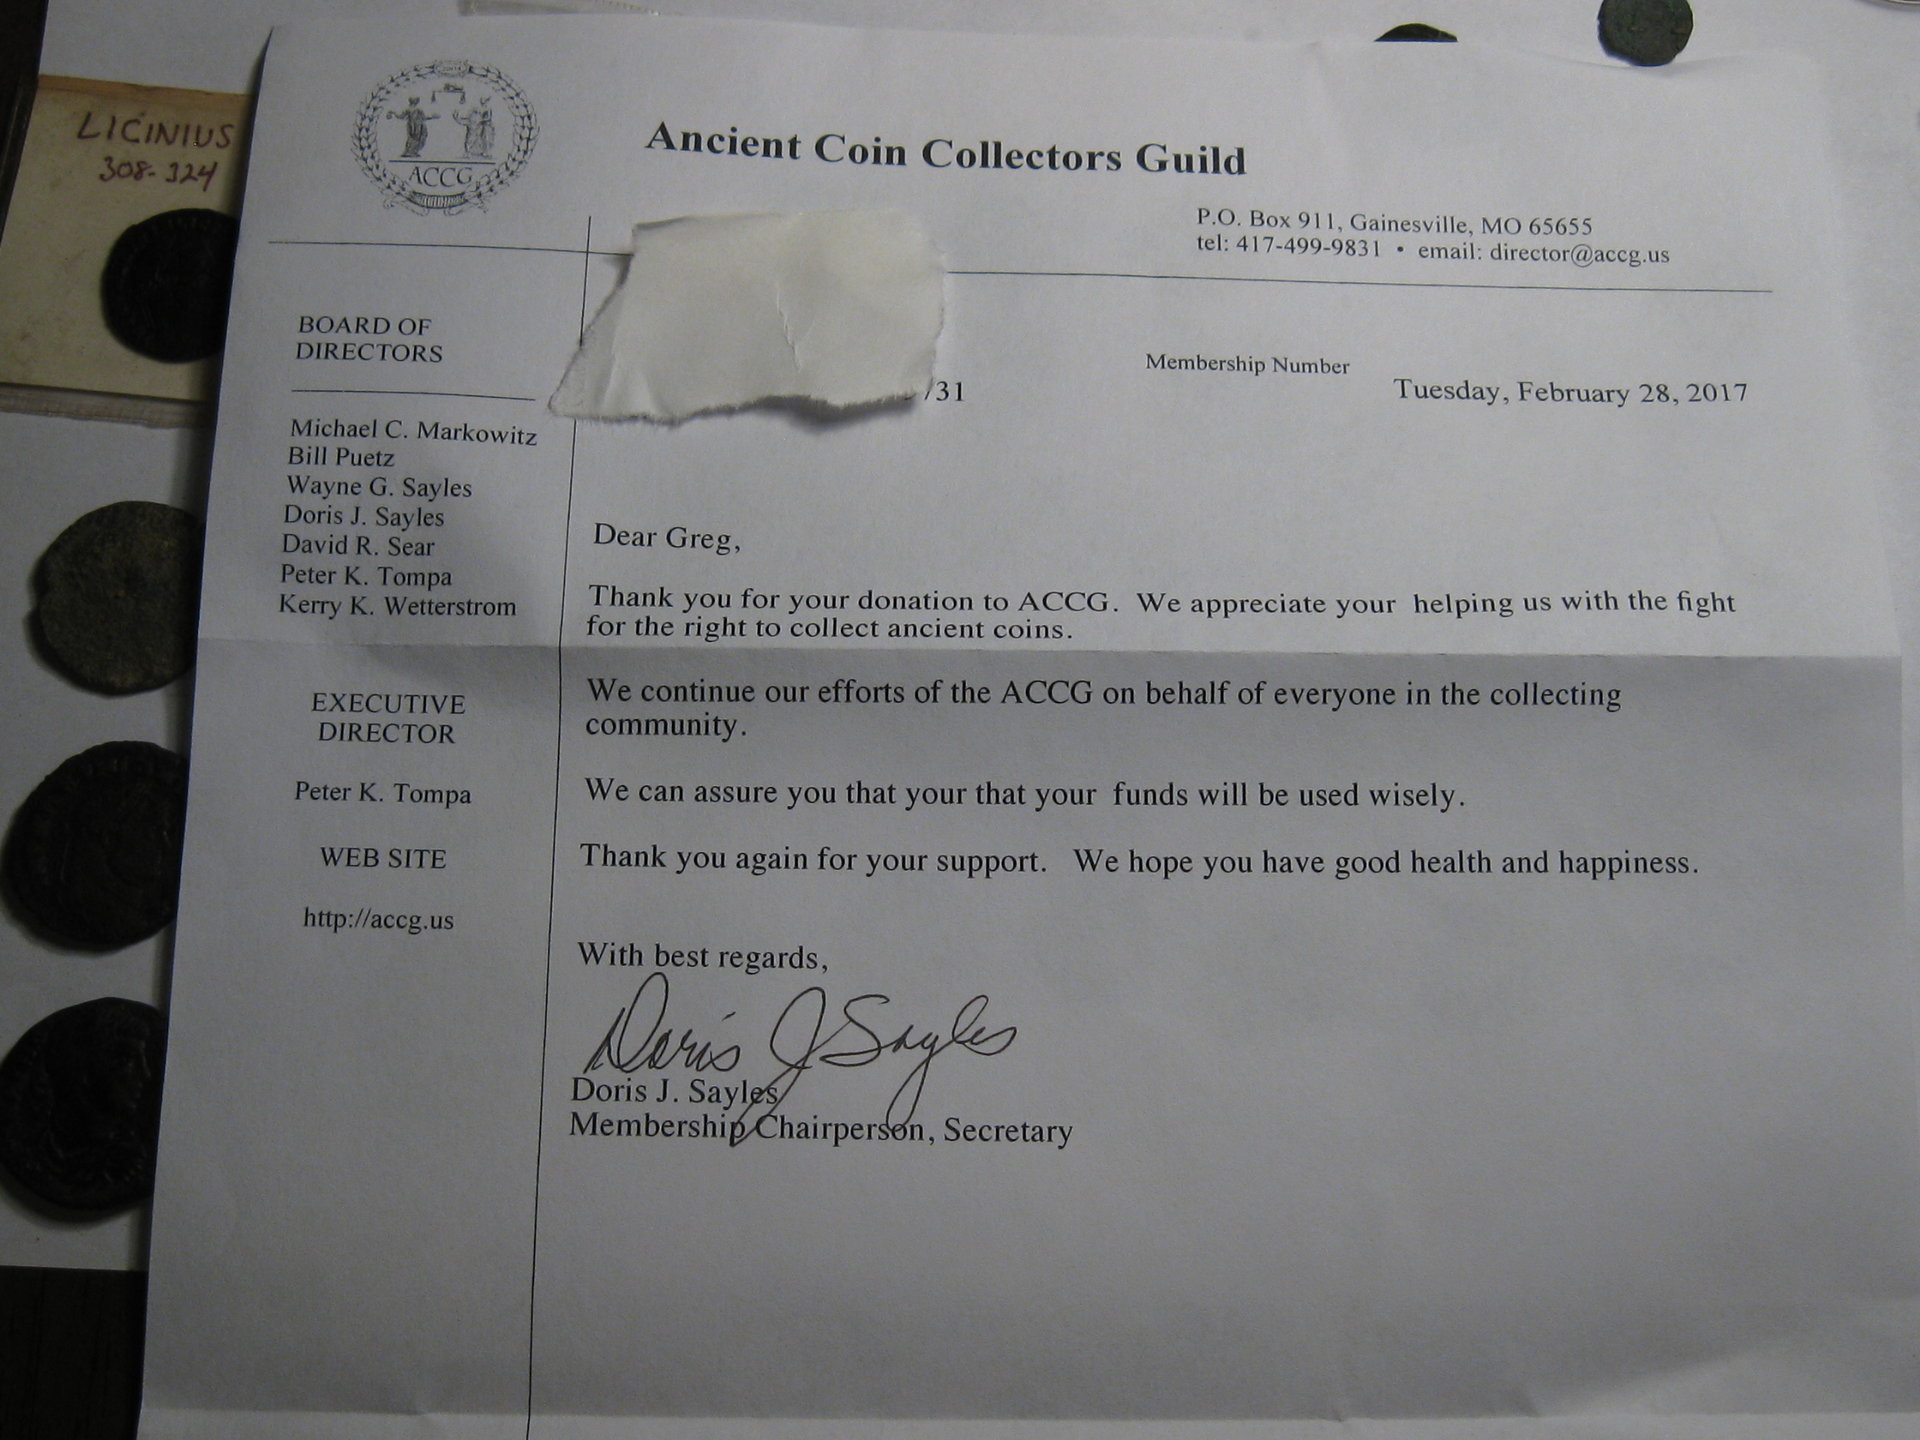 LICINIUS
308-324
ACCG
Ancient Coin Collectors Guild
P.O. Box 911, Gainesville, MO 65655
tel: 417-499-9831 • email: director@accg.us
BOARD OF
DIRECTORS
Michael C. Markowitz
Bill Puetz
Wayne G. Sayles
Doris J. Sayles
David R. Sear
Peter K. Tompa
Kerry K. Wetterstrom
EXECUTIVE
DIRECTOR
Peter K. Tompa
WEB SITE
http://accg.us
Membership Number
/31
Tuesday, February 28, 2017
Dear Greg,
Thank you for your donation to ACCG. We appreciate your helping us with the fight
for the right to collect ancient coins.
We continue our efforts of the ACCG on behalf of everyone in the collecting
community.
We can assure you that your that your funds will be used wisely.
Thank you again for your support. We hope you have good health and happiness.
With best regards,
Doris J Sayles
Doris J. Sayles
Membership Chairperson, Secretary